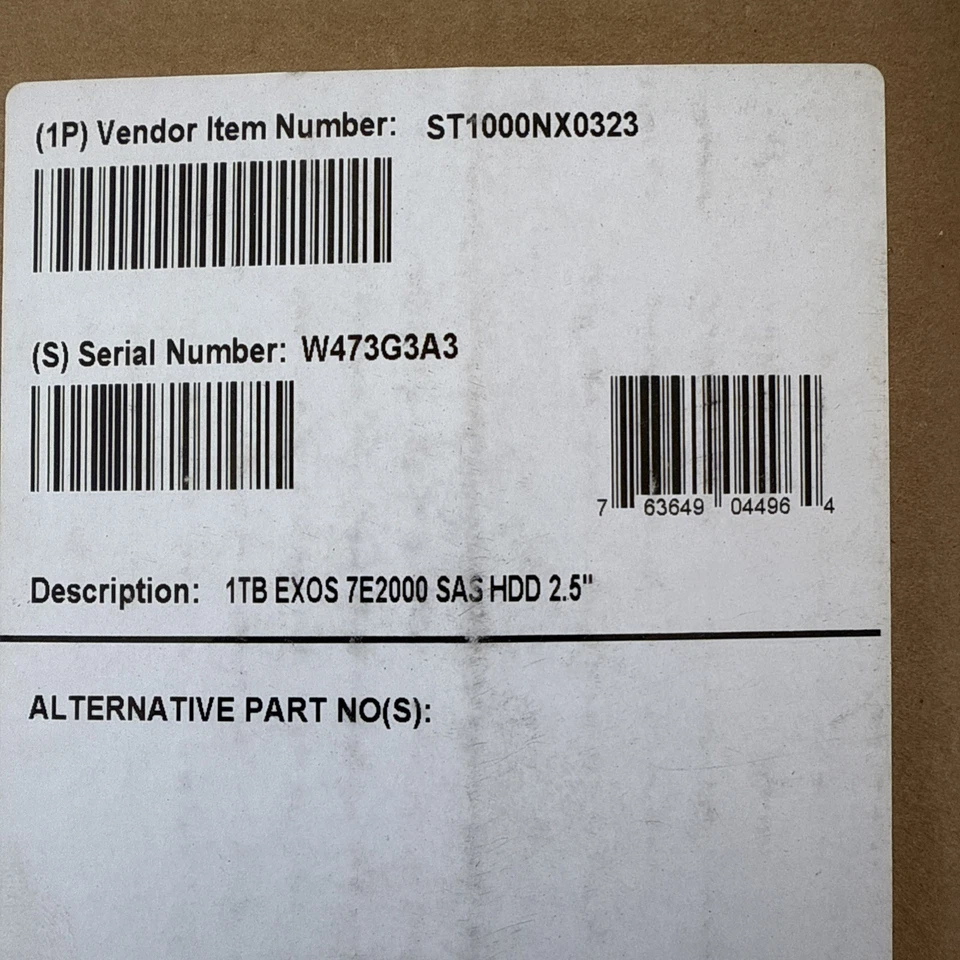 (1P) Vendor Item Number: ST1000NX0323
(S) Serial Number: W473G3A3
7 63649 04496 4
Description: 1TB EXOS 7E2000 SAS HDD 2.5"
ALTERNATIVE PART NO(S):